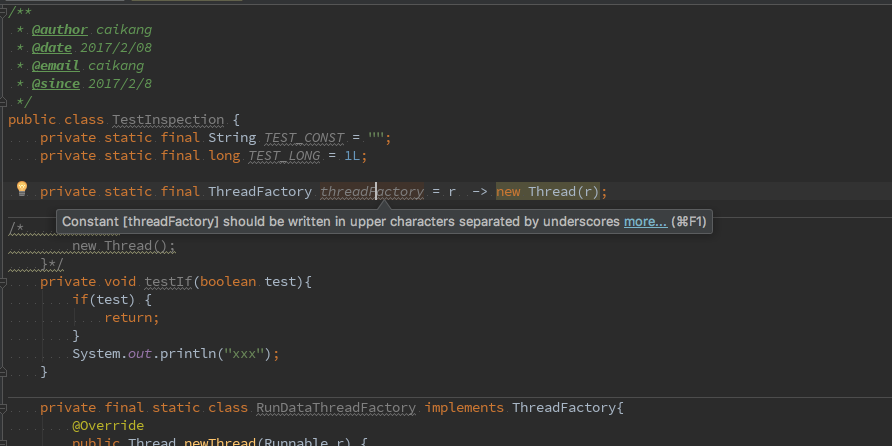 /**
 * @author caikang
 * @date 2017/2/08
 * @email caikang
 * @since 2017/2/8
 */
public class TestInspection {
    private static final String TEST_CONST = "";
    private static final long TEST_LONG = 1L;
    private static final ThreadFactory threadFactory = r  -> new Thread(r);
Constant [threadFactory] should be written in upper characters separated by underscores more... (⌘F1)
/*
        new Thread();
    }*/
    private void testIf(boolean test){
        if(test) {
            return;
        }
        System.out.println("xxx");
    }
    private final static class RunDataThreadFactory implements ThreadFactory{
        @Override
        public Thread newThread(Runnable r) {